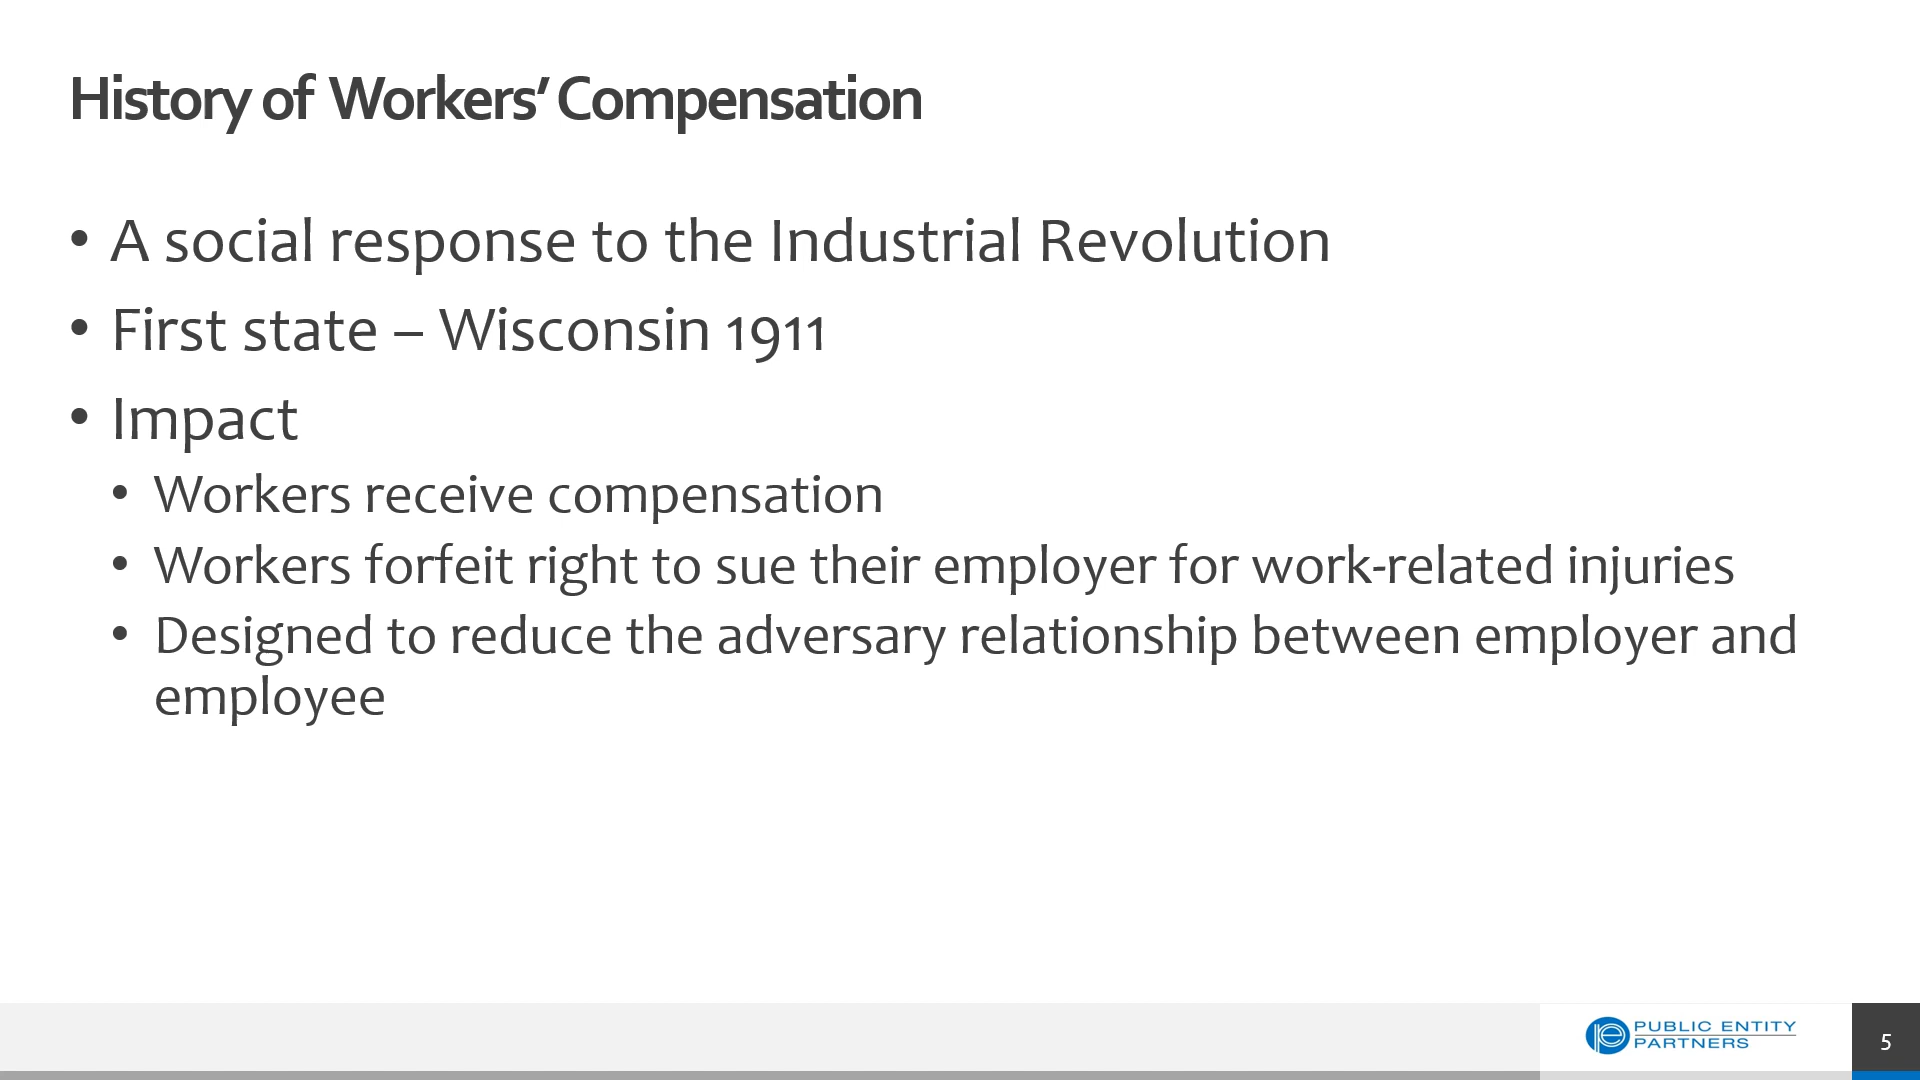 History of Workers’ Compensation
• A social response to the Industrial Revolution
• First state – Wisconsin 1911
• Impact
• Workers receive compensation
• Workers forfeit right to sue their employer for work-related injuries
• Designed to reduce the adversary relationship between employer and
employee
PUBLIC ENTITY
PARTNERS
5